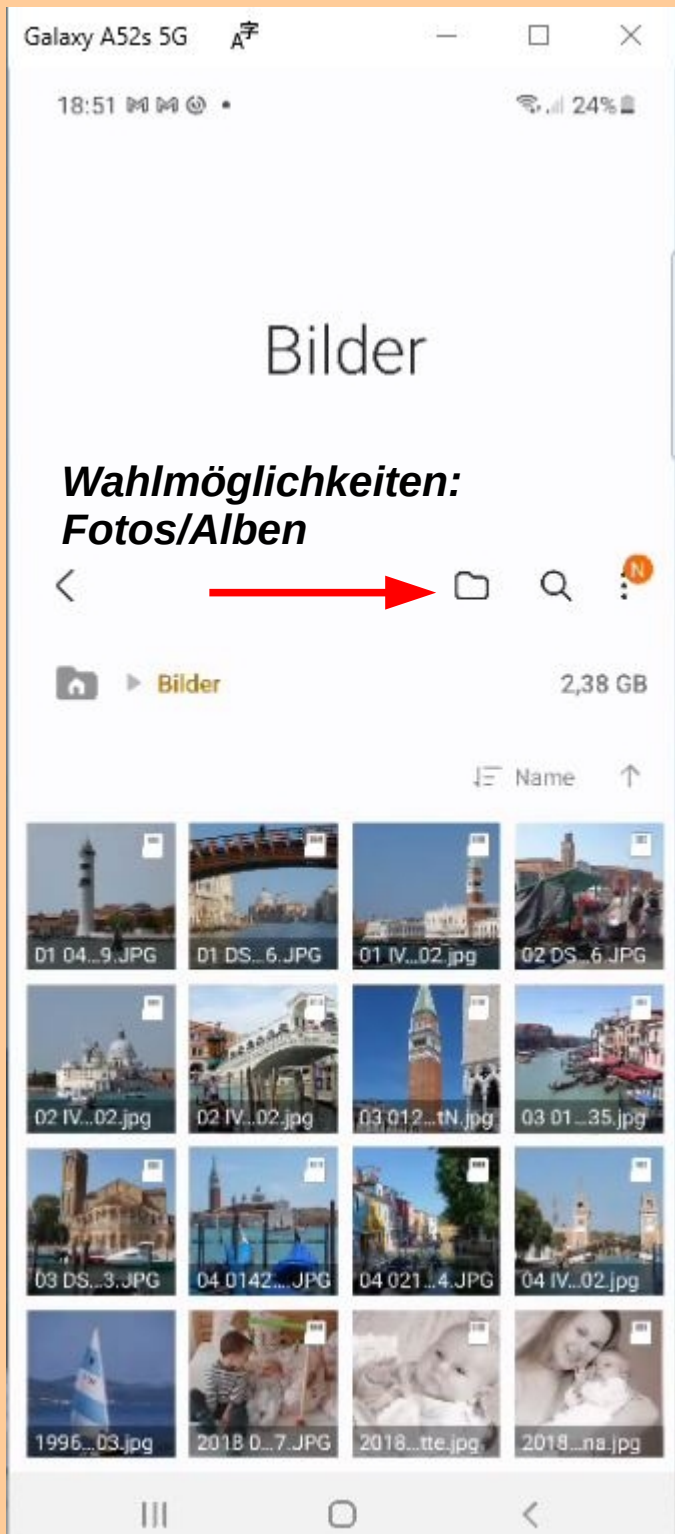 Galaxy A52s 5G
18:51
24%
Bilder
Wahlmöglichkeiten:
Fotos/Alben
N
Bilder
2,38 GB
Name
01 04...9.JPG
01 DS...6.JPG
01 IV...02.jpg
02 DS...6.JPG
02 IV...02.jpg
02 IV...02.jpg
03 012...tN.jpg
03 01...35.jpg
03 DS...3.JPG
04 0142....JPG
04 021...4.JPG
04 IV...02.jpg
1996...03.jpg
2018 0...7.JPG
2018...tte.jpg
2018...na.jpg